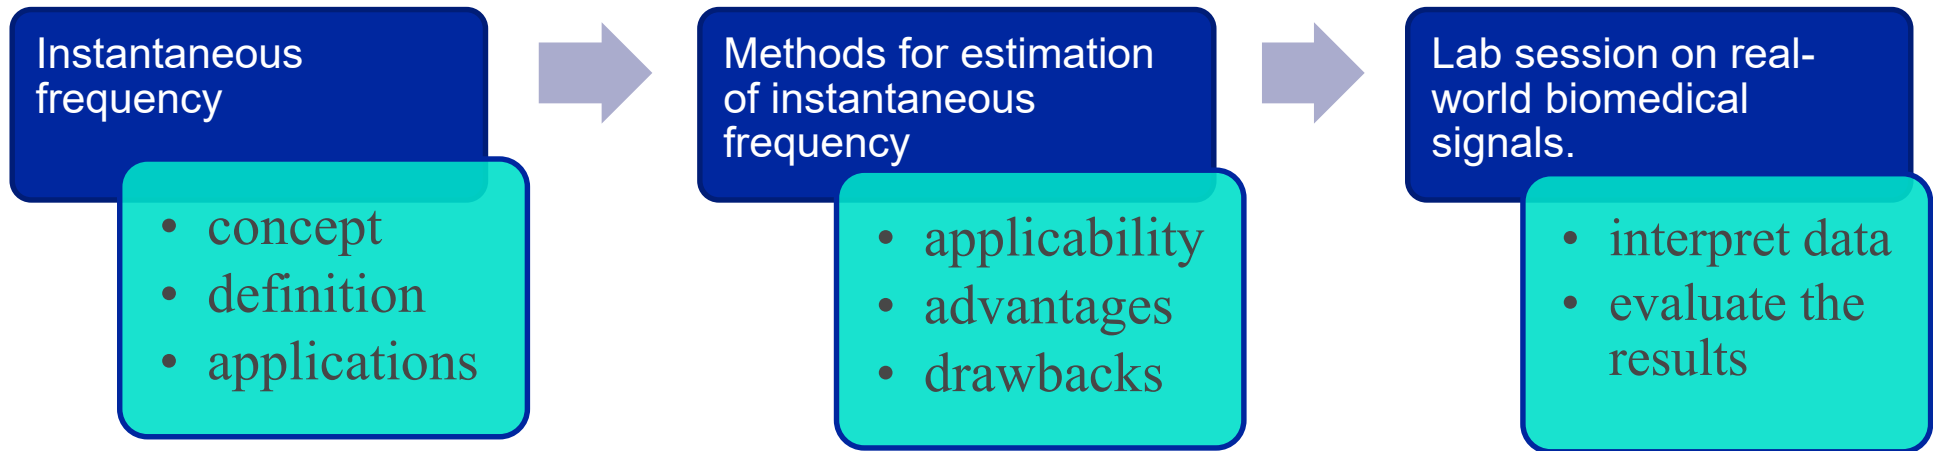 Instantaneous
frequency
• concept
• definition
• applications
Methods for estimation
of instantaneous
frequency
• applicability
• advantages
• drawbacks
Lab session on real-
world biomedical
signals.
• interpret data
• evaluate the
results